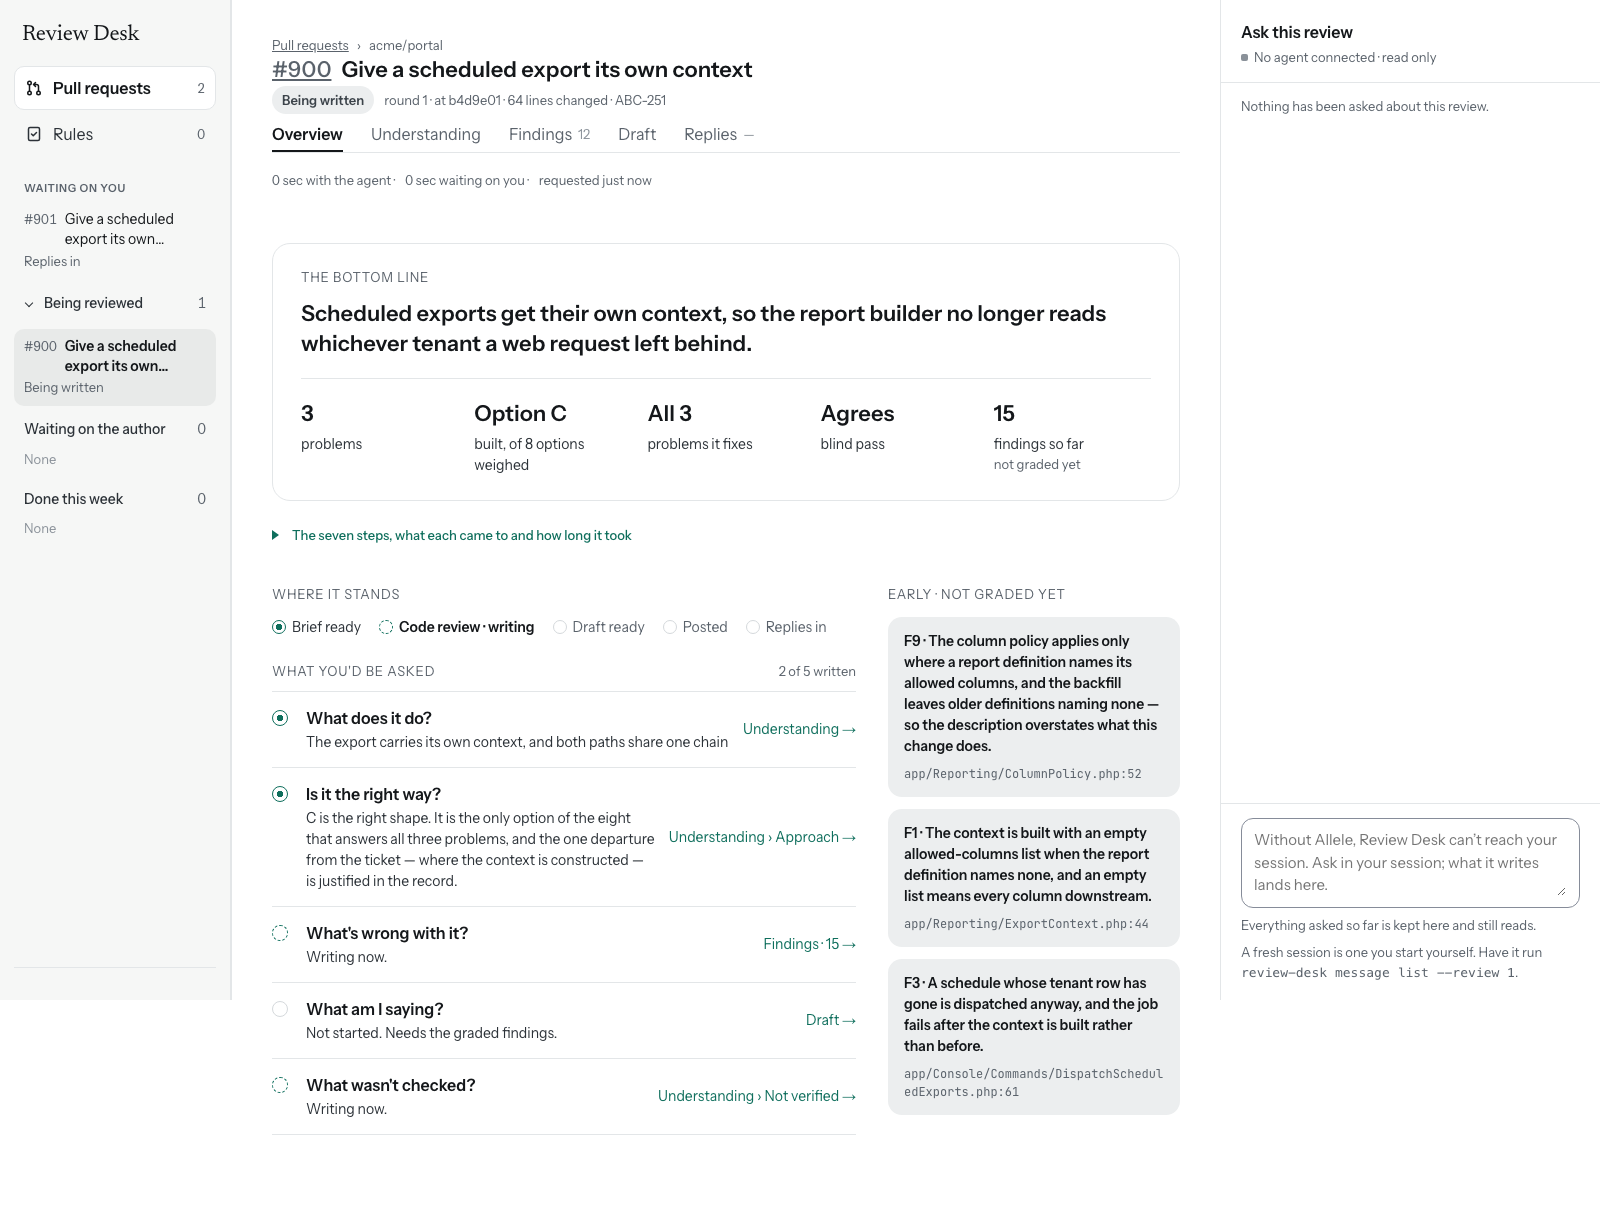 Review Desk
Pull requests 2
Rules 0
WAITING ON YOU
#901 Give a scheduled
export its own...
Replies in
Being reviewed 1
#900 Give a scheduled
export its own...
Being written
Waiting on the author 0
None
Done this week 0
None
Pull requests › acme/portal
#900 Give a scheduled export its own context
Being written round 1 · at b4d9e01 · 64 lines changed · ABC-251
Overview Understanding Findings 12 Draft Replies —
0 sec with the agent · 0 sec waiting on you · requested just now
THE BOTTOM LINE
Scheduled exports get their own context, so the report builder no longer reads
whichever tenant a web request left behind.
3
problems
Option C
built, of 8 options
weighed
All 3
problems it fixes
Agrees
blind pass
15
findings so far
not graded yet
The seven steps, what each came to and how long it took
WHERE IT STANDS
Brief ready Code review · writing Draft ready Posted Replies in
WHAT YOU'D BE ASKED 2 of 5 written
What does it do?
The export carries its own context, and both paths share one chain
Understanding →
Is it the right way?
C is the right shape. It is the only option of the eight
that answers all three problems, and the one departure
from the ticket — where the context is constructed —
is justified in the record.
Understanding › Approach →
What's wrong with it?
Writing now.
Findings · 15 →
What am I saying?
Not started. Needs the graded findings.
Draft →
What wasn't checked?
Writing now.
Understanding › Not verified →
EARLY · NOT GRADED YET
F9 · The column policy applies only
where a report definition names its
allowed columns, and the backfill
leaves older definitions naming none —
so the description overstates what this
change does.
app/Reporting/ColumnPolicy.php:52
F1 · The context is built with an empty
allowed-columns list when the report
definition names none, and an empty
list means every column downstream.
app/Reporting/ExportContext.php:44
F3 · A schedule whose tenant row has
gone is dispatched anyway, and the job
fails after the context is built rather
than before.
app/Console/Commands/DispatchSchedul
edExports.php:61
Ask this review
No agent connected · read only
Nothing has been asked about this review.
Without Allele, Review Desk can't reach your
session. Ask in your session; what it writes
lands here.
Everything asked so far is kept here and still reads.
A fresh session is one you start yourself. Have it run
review-desk message list --review 1.